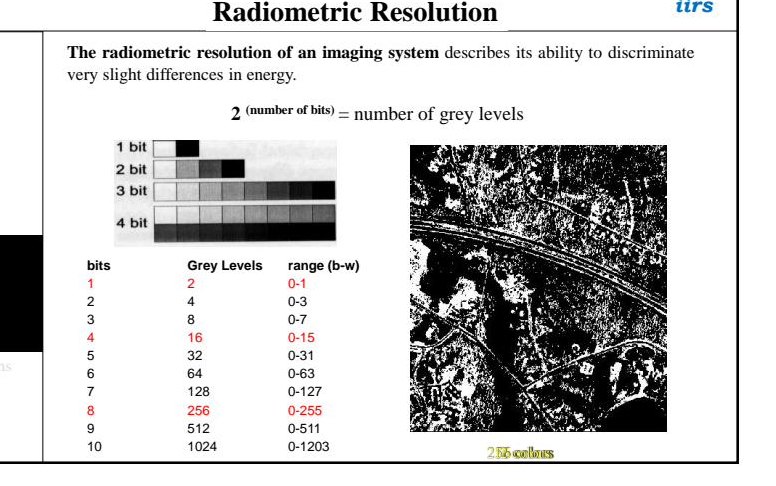 Radiometric Resolution
iirs
The radiometric resolution of an imaging system describes its ability to discriminate
very slight differences in energy.
2 (number of bits) = number of grey levels
1 bit
2 bit
3 bit
4 bit
bits Grey Levels range (b-w)
1 2 0-1
2 4 0-3
3 8 0-7
4 16 0-15
5 32 0-31
6 64 0-63
7 128 0-127
8 256 0-255
9 512 0-511
10 1024 0-1203
ns
colours